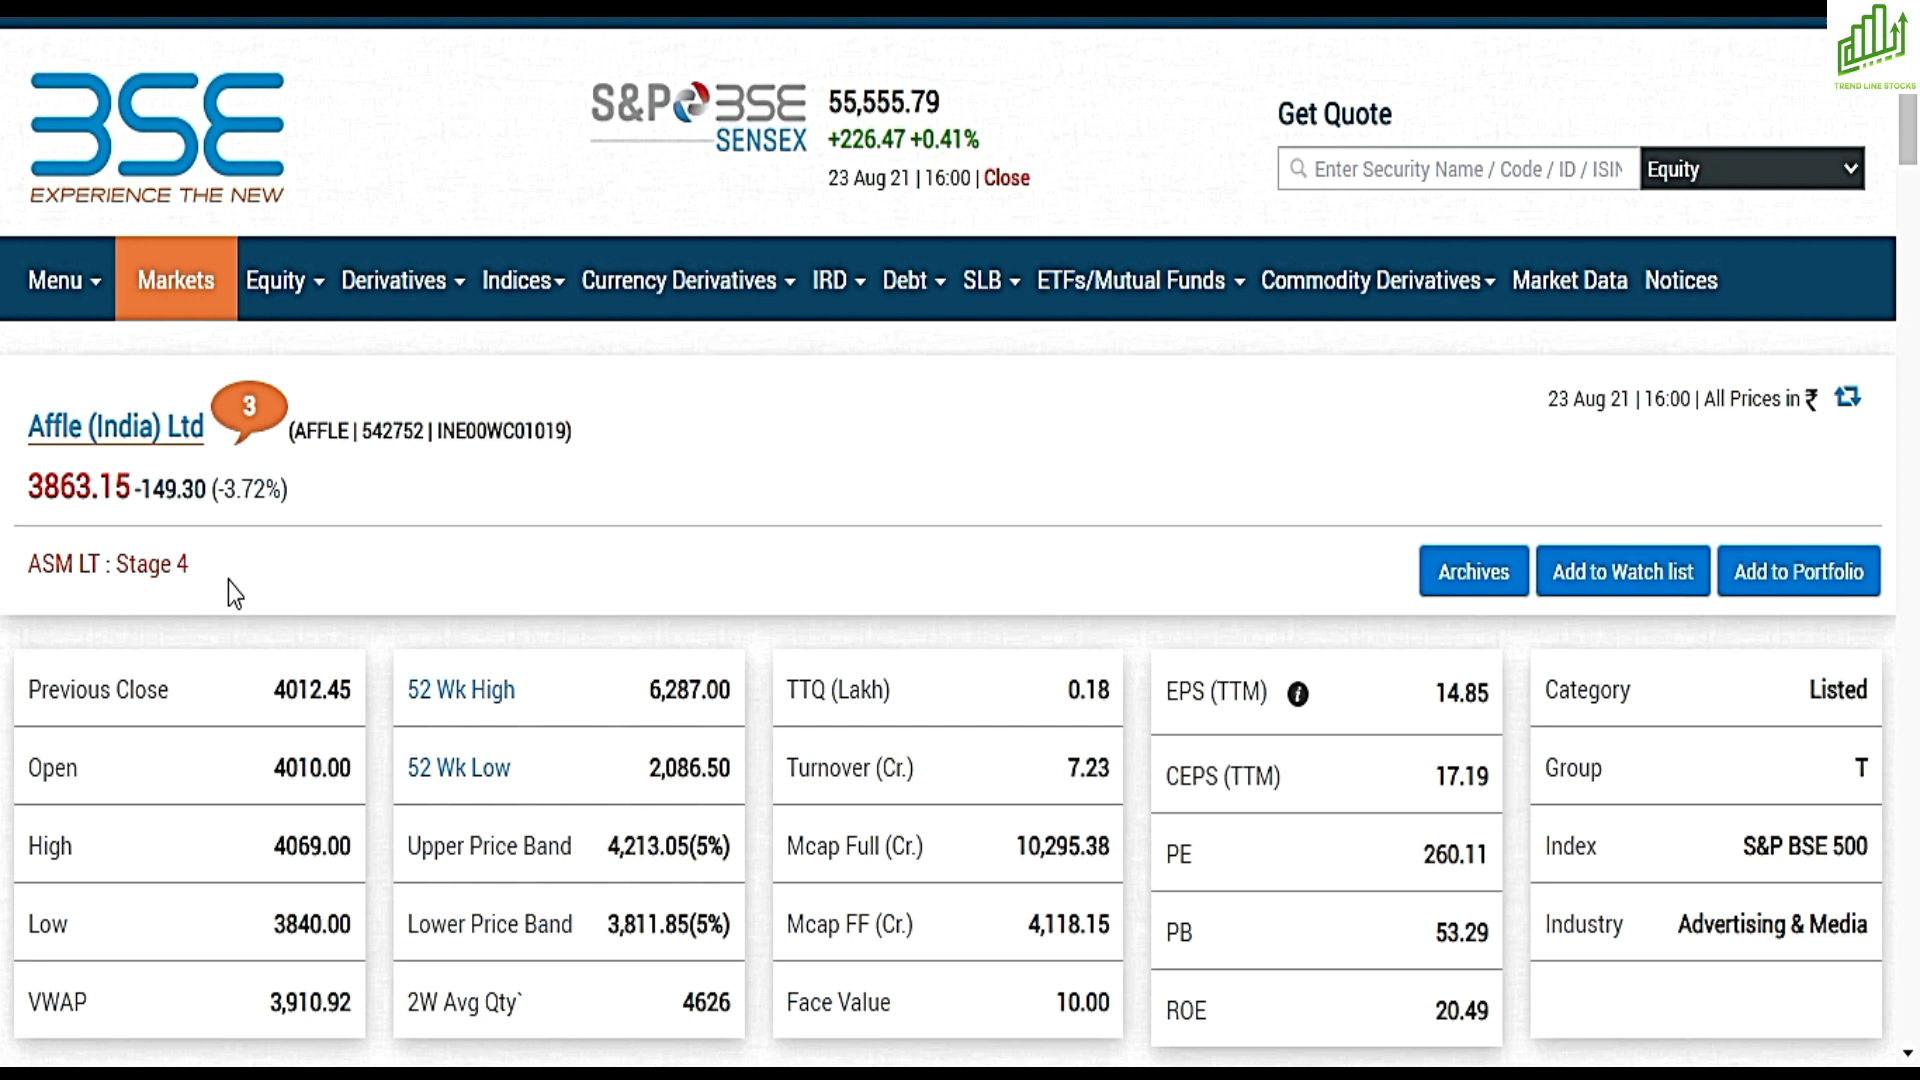 TREND LINE STOCKS
BSE
EXPERIENCE THE NEW
S&P BSE
SENSEX
55,555.79
+226.47 +0.41%
23 Aug 21 | 16:00 | Close
Get Quote
Enter Security Name / Code / ID / ISIN
Equity
Menu Markets Equity Derivatives Indices Currency Derivatives IRD Debt SLB ETFs/Mutual Funds Commodity Derivatives Market Data Notices
23 Aug 21 | 16:00 | All Prices in ₹
Affle (India) Ltd 3 (AFFLE | 542752 | INE00WC01019)
3863.15 -149.30 (-3.72%)
ASM LT : Stage 4
Archives Add to Watch list Add to Portfolio
Previous Close 4012.45
Open 4010.00
High 4069.00
Low 3840.00
VWAP 3,910.92
52 Wk High 6,287.00
52 Wk Low 2,086.50
Upper Price Band 4,213.05(5%)
Lower Price Band 3,811.85(5%)
2W Avg Qty` 4626
TTQ (Lakh) 0.18
Turnover (Cr.) 7.23
Mcap Full (Cr.) 10,295.38
Mcap FF (Cr.) 4,118.15
Face Value 10.00
EPS (TTM) i 14.85
CEPS (TTM) 17.19
PE 260.11
PB 53.29
ROE 20.49
Category Listed
Group T
Index S&P BSE 500
Industry Advertising & Media